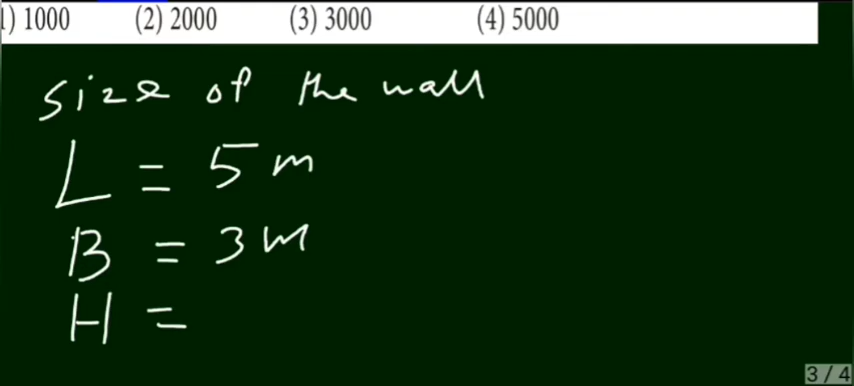 1) 1000 (2) 2000 (3) 3000 (4) 5000
Size of the wall
L = 5 m
B = 3 m
H =
3 / 4